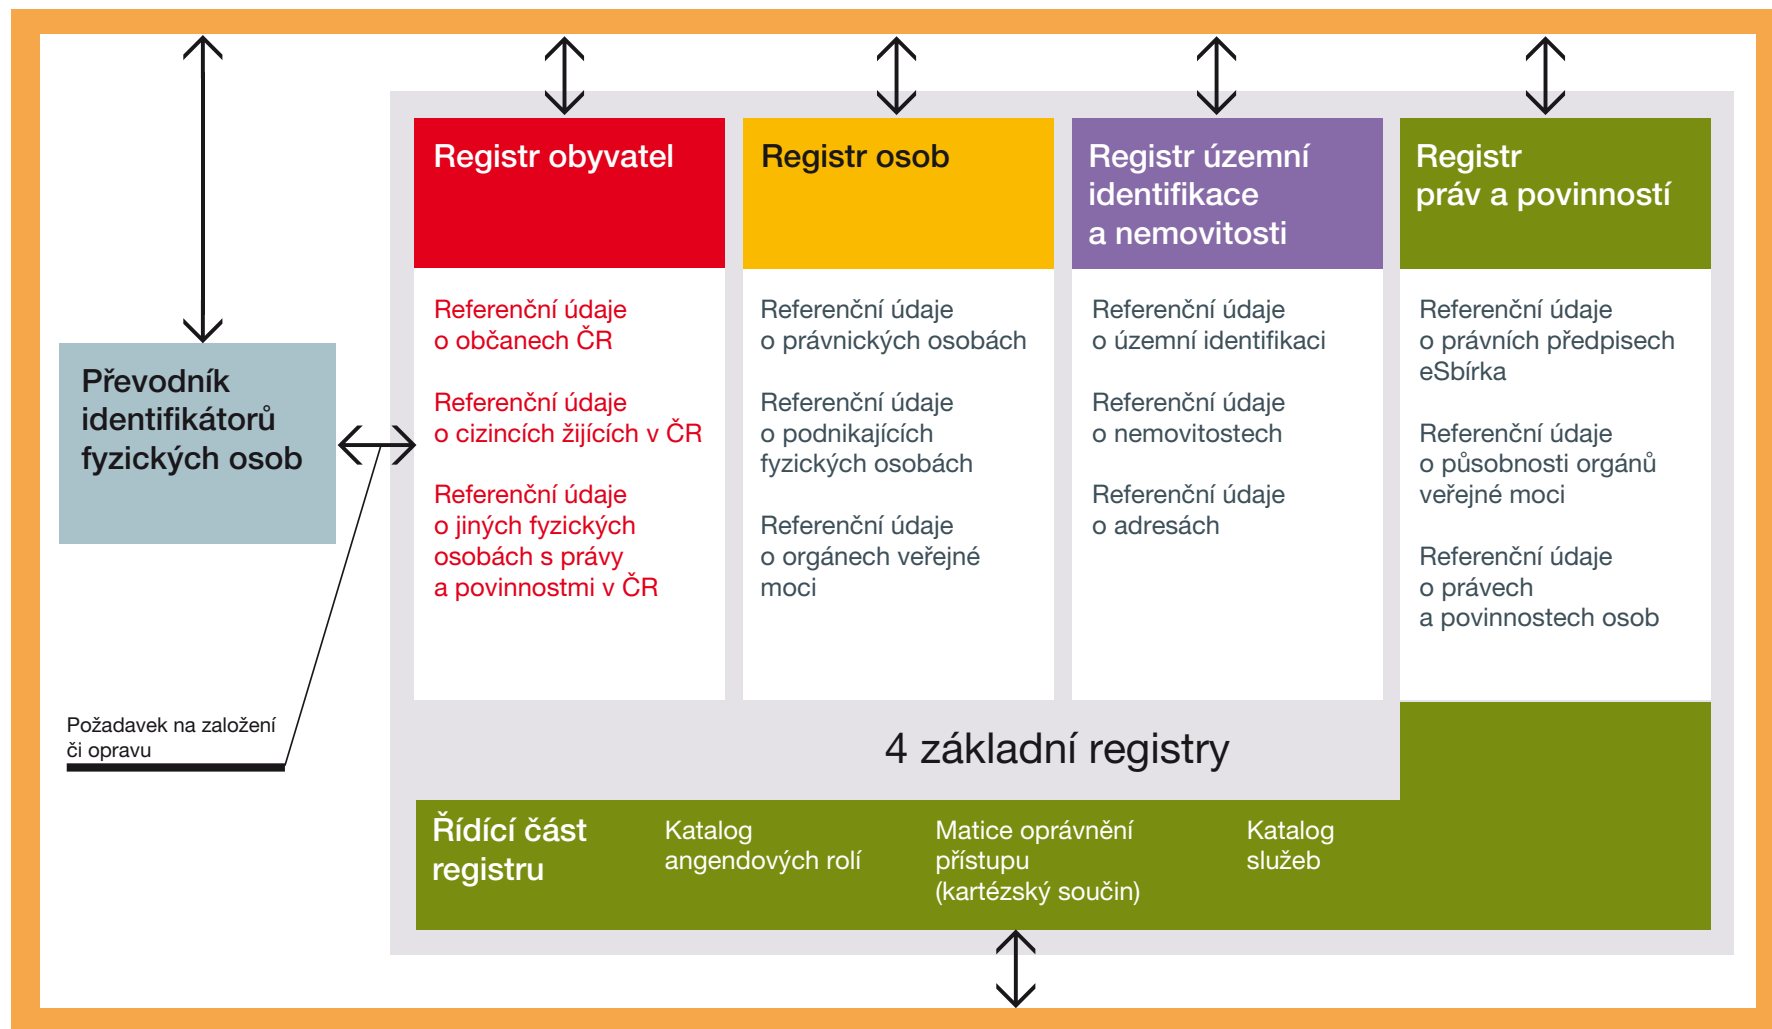 Registr obyvatel
Registr osob
Registr územní
identifikace
a nemovitosti
Registr
práv a povinností
Převodník
identifikátorů
fyzických osob
Referenční údaje
o občanech ČR
Referenční údaje
o cizincích žijících v ČR
Referenční údaje
o jiných fyzických
osobách s právy
a povinnostmi v ČR
Referenční údaje
o právnických osobách
Referenční údaje
o podnikajících
fyzických osobách
Referenční údaje
o orgánech veřejné
moci
Referenční údaje
o územní identifikaci
Referenční údaje
o nemovitostech
Referenční údaje
o adresách
Referenční údaje
o právních předpisech
eSbírka
Referenční údaje
o působnosti orgánů
veřejné moci
Referenční údaje
o právech
a povinnostech osob
Požadavek na založení
či opravu
4 základní registry
Řídící část
registru
Katalog
angendových rolí
Matice oprávnění
přístupu
(kartézský součin)
Katalog
služeb